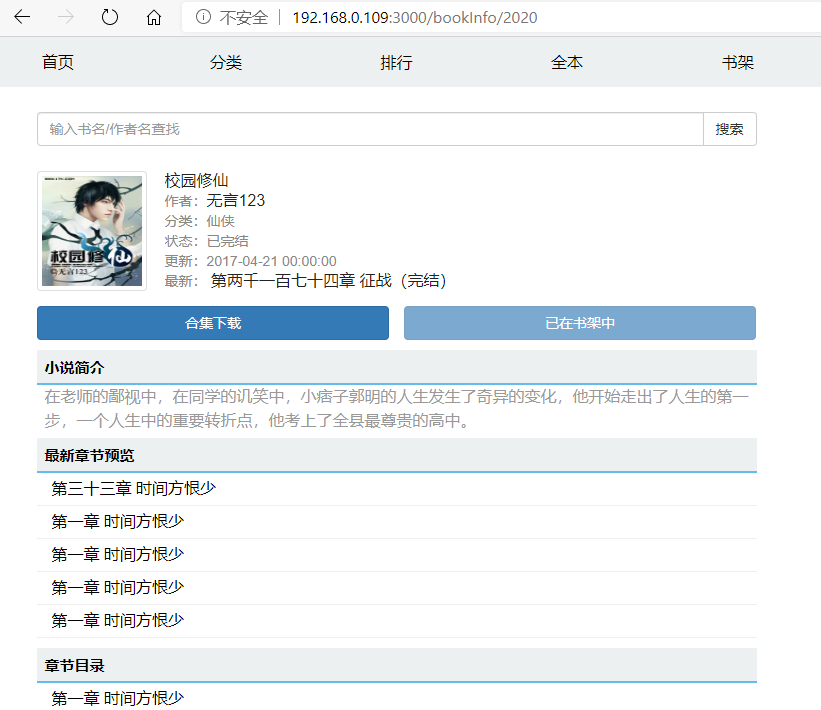 不安全 192.168.0.109:3000/bookInfo/2020
首页 分类 排行 全本 书架
输入书名/作者名查找 搜索
校园修仙
作者: 无言123
分类: 仙侠
状态: 已完结
更新: 2017-04-21 00:00:00
最新: 第两千一百七十四章 征战（完结）
校园修仙
©无言123
合集下载 已在书架中
小说简介
在老师的鄙视中，在同学的讥笑中，小痞子郭明的人生发生了奇异的变化，他开始走出了人生的第一
步，一个人生中的重要转折点，他考上了全县最尊贵的高中。
最新章节预览
第三十三章 时间方恨少
第一章 时间方恨少
第一章 时间方恨少
第一章 时间方恨少
第一章 时间方恨少
章节目录
第一章 时间方恨少